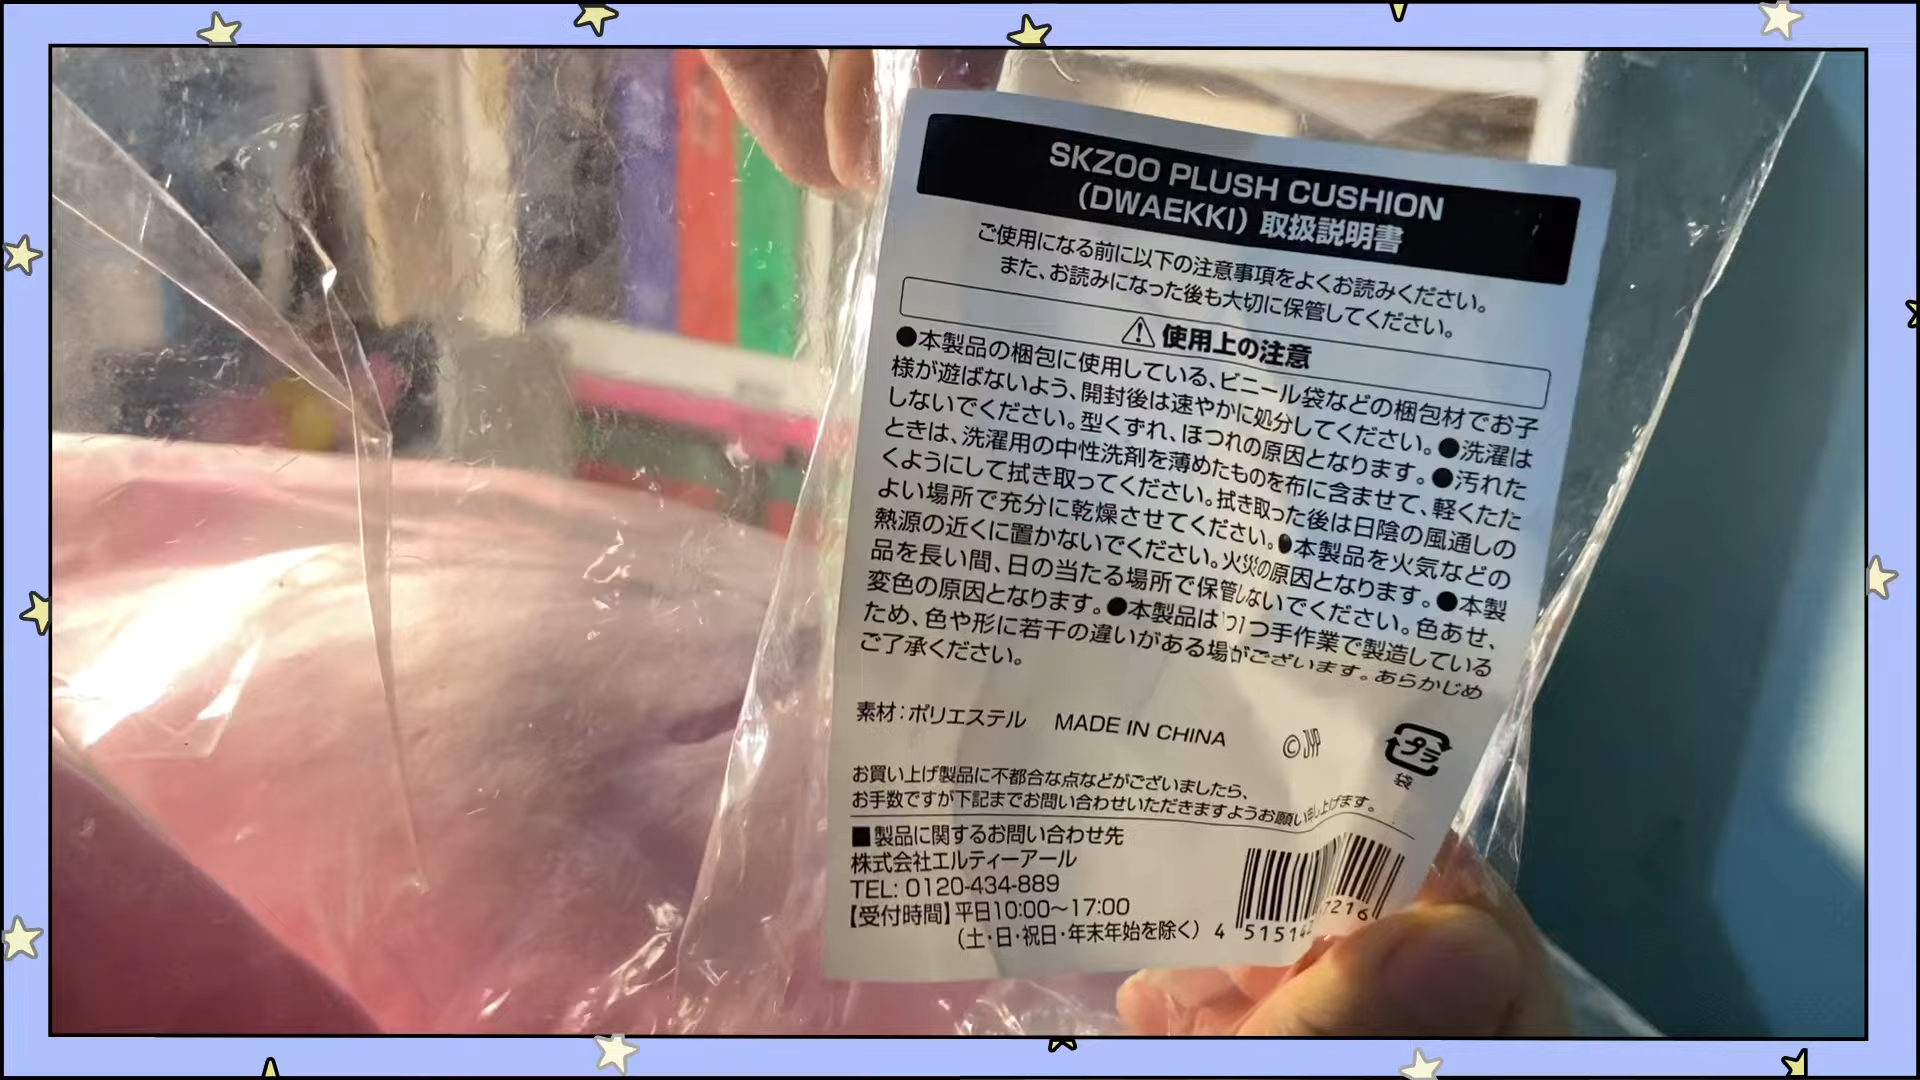 SKZOO PLUSH CUSHION
（DWAEKKI）取扱説明書
ご使用になる前に以下の注意事項をよくお読みください。
また、お読みになった後も大切に保管してください。
使用上の注意
●本製品の梱包に使用している、ビニール袋などの梱包材でお子
様が遊ばないよう、開封後は速やかに処分してください。●洗濯は
しないでください。型くずれ、ほつれの原因となります。●汚れた
ときは、洗濯用の中性洗剤を薄めたものを布に含ませて、軽くたた
くようにして拭き取ってください。拭き取った後は日陰の風通しの
よい場所で充分に乾燥させてください。●本製品を火気などの
熱源の近くに置かないでください。火災の原因となります。●本製
品を長い間、日の当たる場所で保管しないでください。色あせ、
変色の原因となります。●本製品は つ手作業で製造している
ため、色や形に若干の違いがある場 がございます。あらかじめ
ご了承ください。
素材：ポリエステル MADE IN CHINA
©JYP
プラ
袋
お買い上げ製品に不都合な点などがございましたら、
お手数ですが下記までお問い合わせいただきますようお願い申し上げます。
■製品に関するお問い合わせ先
株式会社エルティーアール
TEL: 0120-434-889
【受付時間】平日10:00～17:00
（土・日・祝日・年末年始を除く）
4 515142 7216